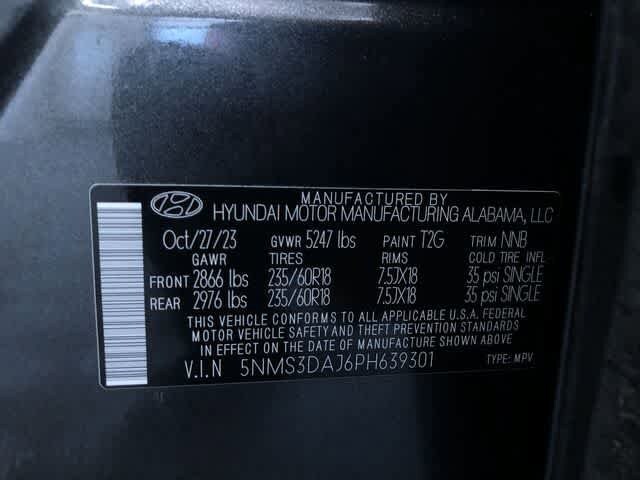 MANUFACTURED BY
HYUNDAI MOTOR MANUFACTURING ALABAMA, LLC
Oct/27/23 GVWR 5247 lbs PAINT T2G TRIM NNB
GAWR TIRES RIMS COLD TIRE INFL
FRONT 2866 lbs 235/60R18 7.5JX18 35 psi SINGLE
REAR 2976 lbs 235/60R18 7.5JX18 35 psi SINGLE
THIS VEHICLE CONFORMS TO ALL APPLICABLE U.S.A. FEDERAL
MOTOR VEHICLE SAFETY AND THEFT PREVENTION STANDARDS IN
EFFECT ON THE DATE OF MANUFACTURE SHOWN ABOVE.
V.I.N 5NMS3DAJ6PH639301 TYPE: MPV